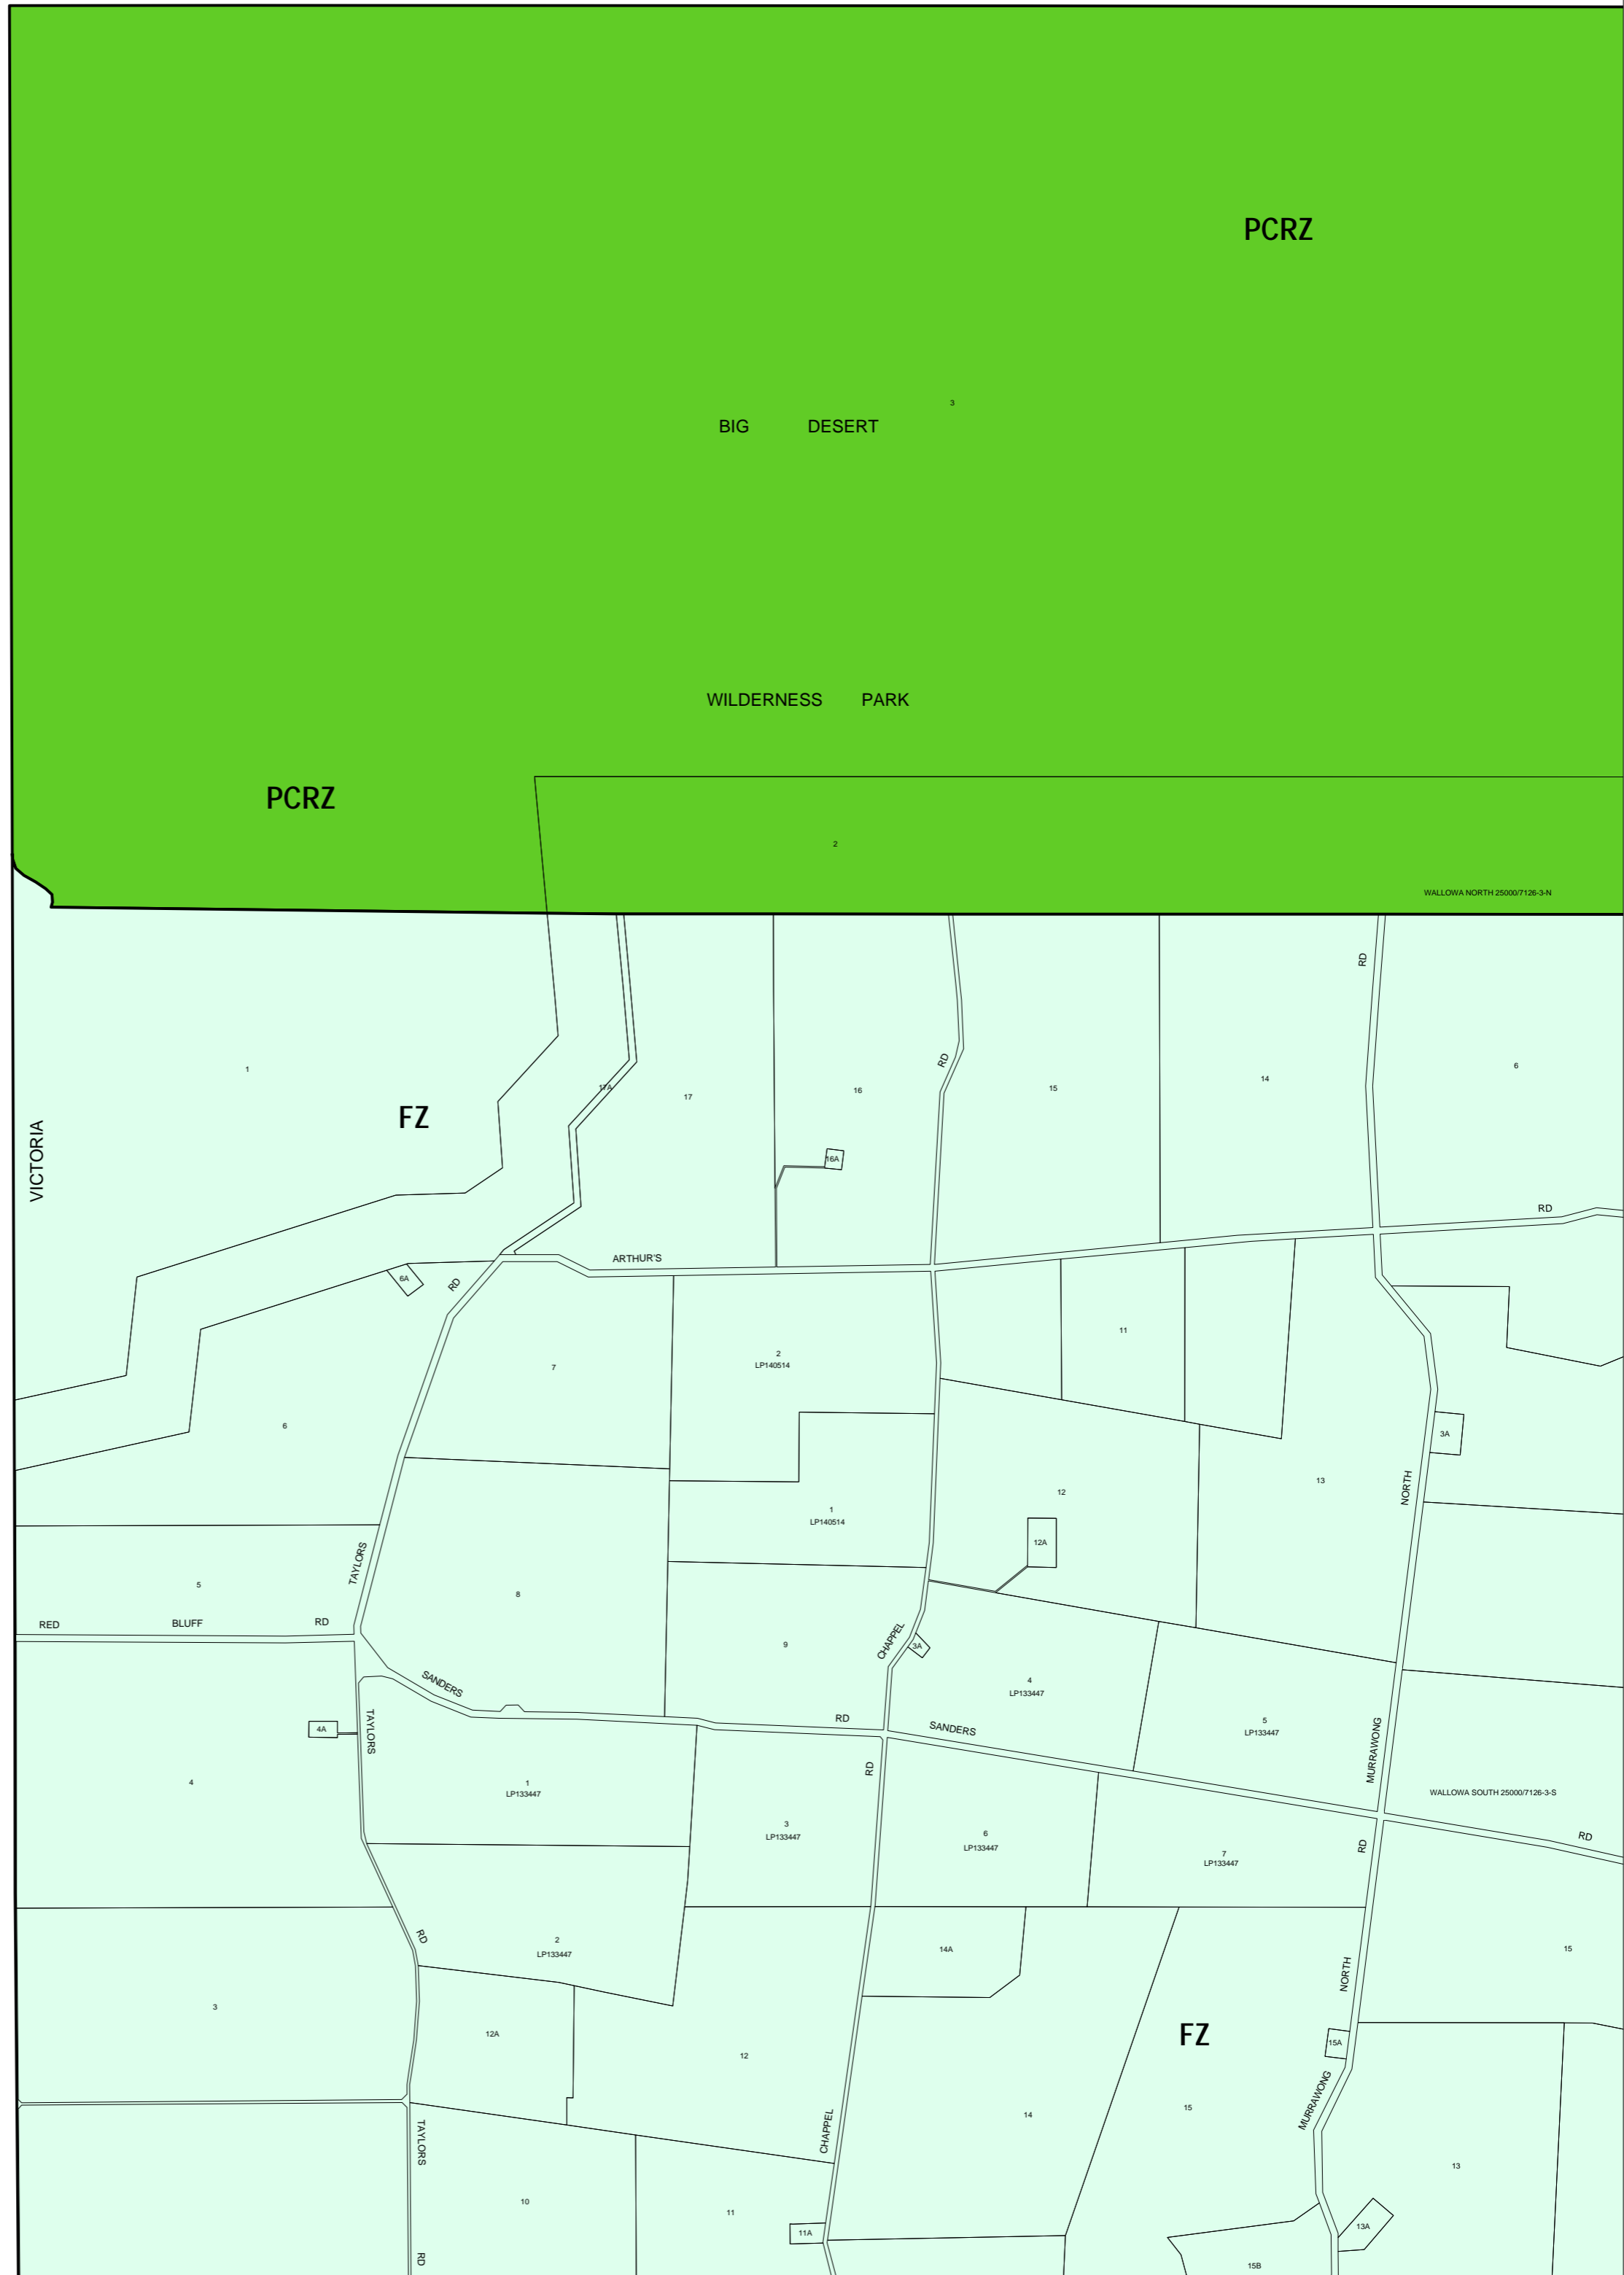 PCRZ
3
BIG DESERT
WILDERNESS PARK
PCRZ
2
WALLOWA NORTH 25000/7126-3-N
RD
RD
1
17A
17
16
15
14
6
FZ
VICTORIA
16A
RD
ARTHUR'S
6A
RD
11
7
2
LP140514
6
3A
13
NORTH
12
1
LP140514
12A
TAYLORS
5
8
RED BLUFF RD
CHAPPEL
3A
9
SANDERS
4
LP133447
RD
SANDERS
5
LP133447
4A
TAYLORS
MURRAWONG
RD
4
1
LP133447
WALLOWA SOUTH 25000/7126-3-S
3
LP133447
6
LP133447
7
LP133447
RD
RD
RD
2
LP133447
14A
15
NORTH
3
12A
12
FZ
15A
MURRAWONG
14
15
CHAPPEL
TAYLORS
13
10
11
11A
13A
RD
15B